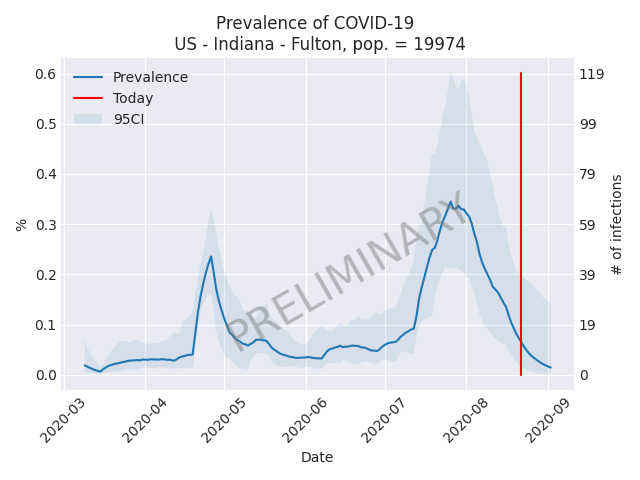 Prevalence of COVID-19
US - Indiana - Fulton, pop. = 19974
Prevalence
Today
95CI
PRELIMINARY
0.6
0.5
0.4
0.3
0.2
0.1
0.0
%
119
99
79
59
39
19
0
# of infections
2020-03
2020-04
2020-05
2020-06
2020-07
2020-08
2020-09
Date